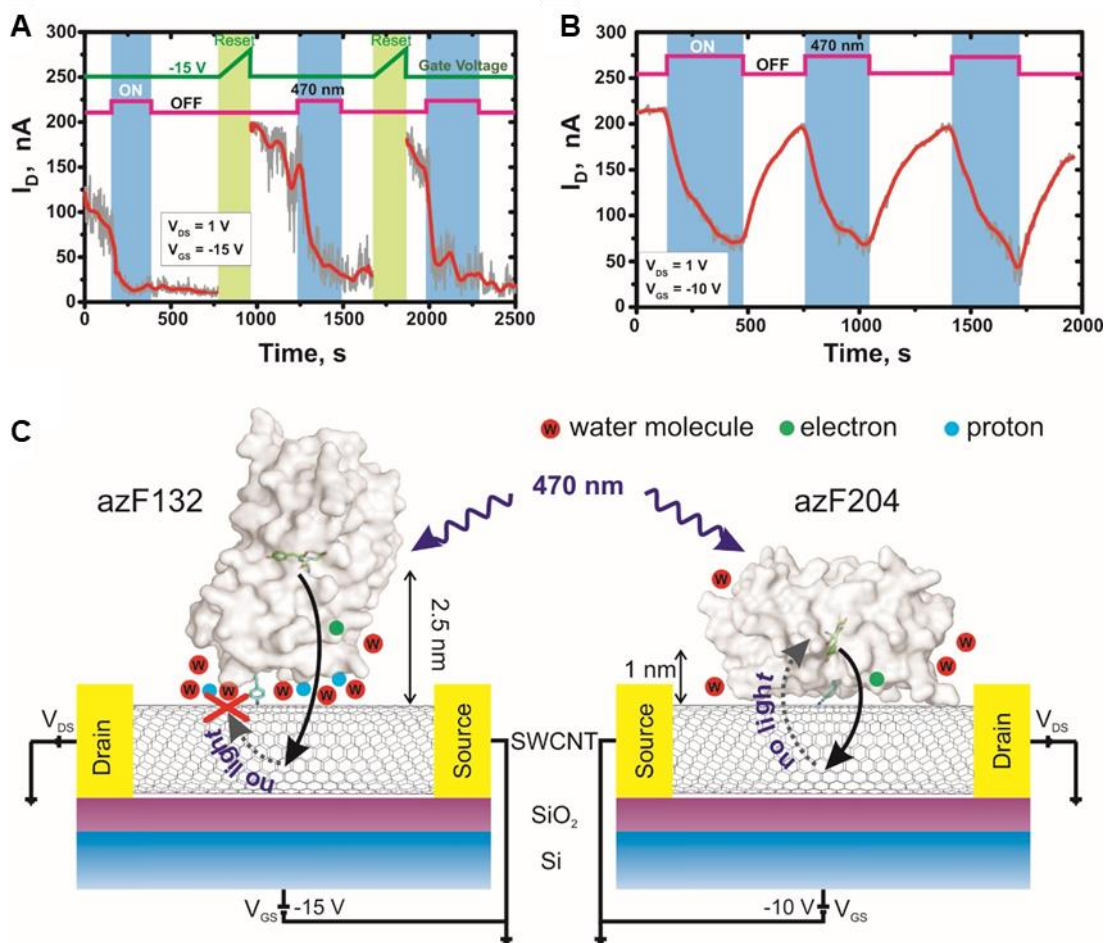 A
300
250
200
150
100
50
0
I_D, nA
Reset
Reset
-15 V
Gate Voltage
ON
OFF
470 nm
V_DS = 1 V
V_GS = -15 V
0 500 1000 1500 2000 2500
Time, s
B
300
250
200
150
100
50
0
I_D, nA
ON
OFF
470 nm
V_DS = 1 V
V_GS = -10 V
0 500 1000 1500 2000
Time, s
C
W water molecule electron proton
azF132
470 nm
azF204
2.5 nm
1 nm
W
W
W
W
W
W
W
W
W
W
W
W
V_DS
Drain
no light
Source
SWCNT
Source
no light
Drain
V_DS
SiO₂
Si
V_GS -15 V
-10 V V_GS